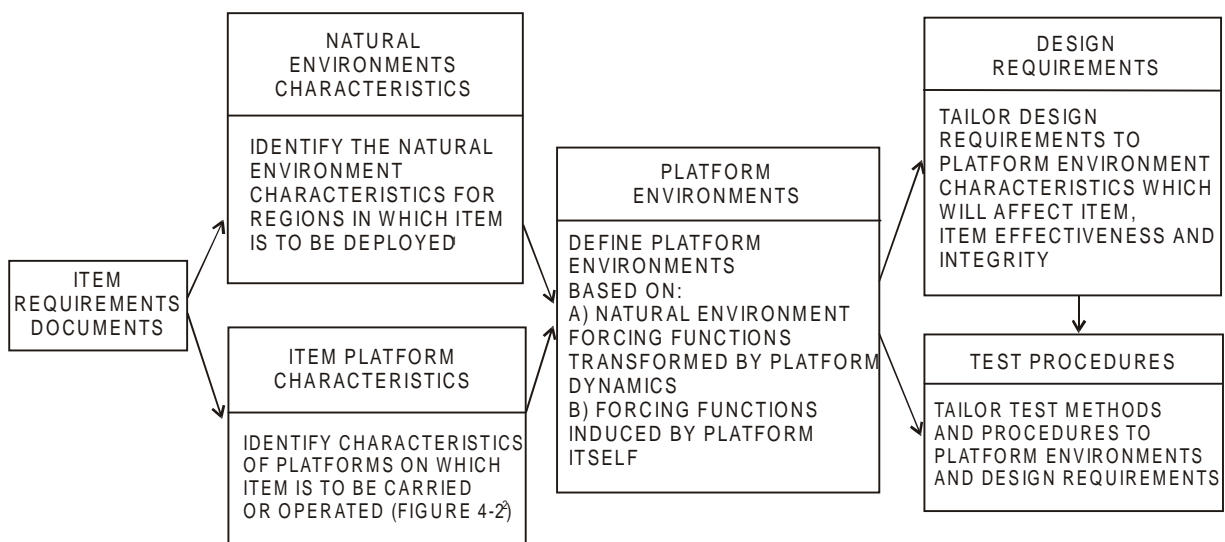 ITEM
REQUIREMENTS
DOCUMENTS
NATURAL
ENVIRONMENTS
CHARACTERISTICS
IDENTIFY THE NATURAL
ENVIRONMENT
CHARACTERISTICS FOR
REGIONS IN WHICH ITEM
IS TO BE DEPLOYED¹
ITEM PLATFORM
CHARACTERISTICS
IDENTIFY CHARACTERISTICS
OF PLATFORMS ON WHICH
ITEM IS TO BE CARRIED
OR OPERATED (FIGURE 4-2²)
PLATFORM
ENVIRONMENTS
DEFINE PLATFORM
ENVIRONMENTS
BASED ON:
A) NATURAL ENVIRONMENT
FORCING FUNCTIONS
TRANSFORMED BY PLATFORM
DYNAMICS
B) FORCING FUNCTIONS
INDUCED BY PLATFORM
ITSELF
DESIGN
REQUIREMENTS
TAILOR DESIGN
REQUIREMENTS TO
PLATFORM ENVIRONMENT
CHARACTERISTICS WHICH
WILL AFFECT ITEM,
ITEM EFFECTIVENESS AND
INTEGRITY
TEST PROCEDURES
TAILOR TEST METHODS
AND PROCEDURES TO
PLATFORM ENVIRONMENTS
AND DESIGN REQUIREMENTS